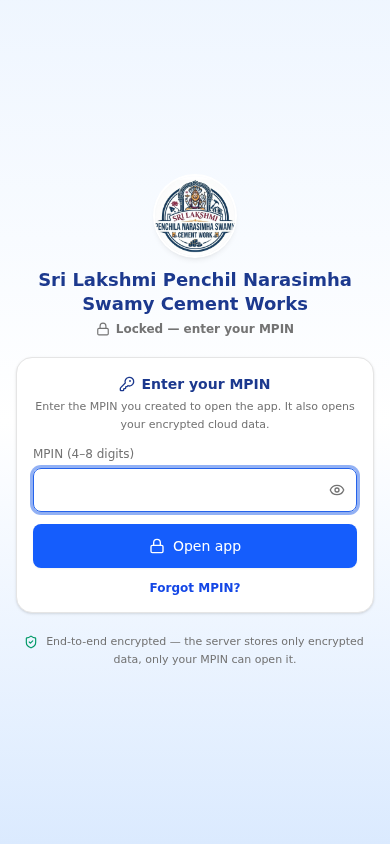 SRI LAKSHMI
PENCHILA NARASIMHA SWAMY
CEMENT WORK
Sri Lakshmi Penchil Narasimha
Swamy Cement Works
Locked — enter your MPIN
Enter your MPIN
Enter the MPIN you created to open the app. It also opens
your encrypted cloud data.
MPIN (4–8 digits)
Open app
Forgot MPIN?
End-to-end encrypted — the server stores only encrypted
data, only your MPIN can open it.